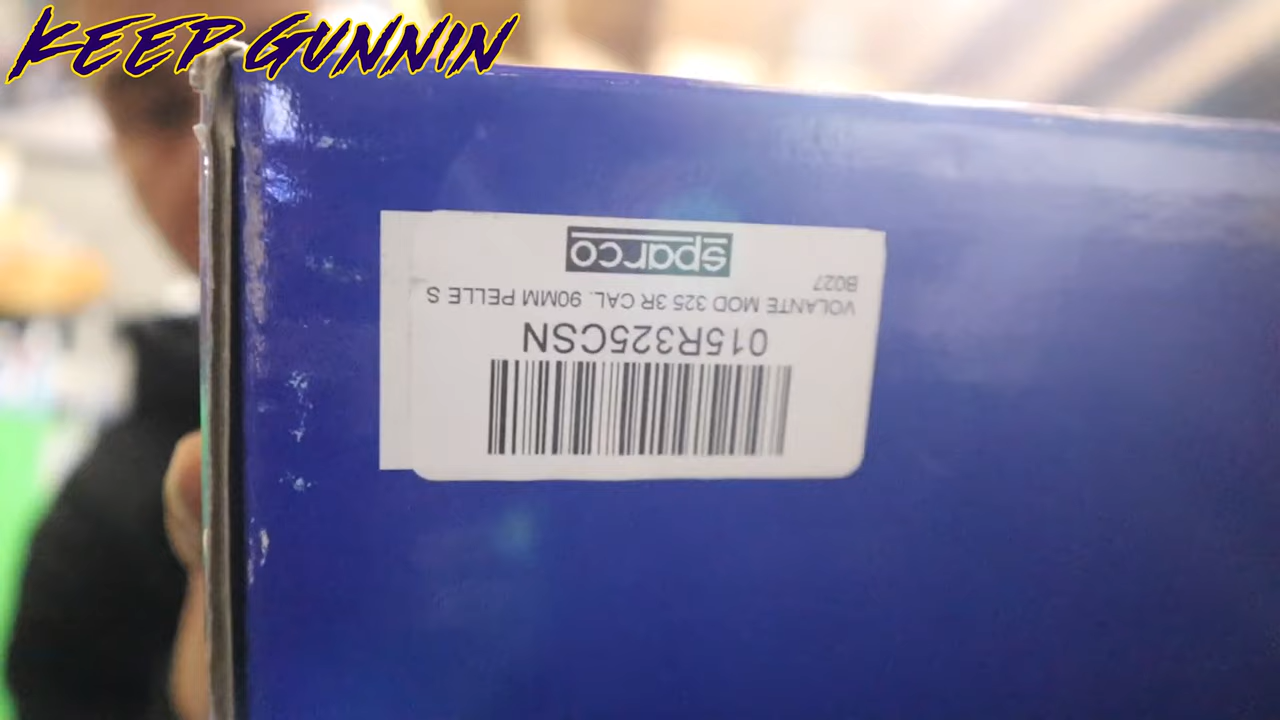 KEEP GUNNIN
015R325CSN
VOLANTE MOD 325 3R CAL. 90MM PELLE S
B027
sparco